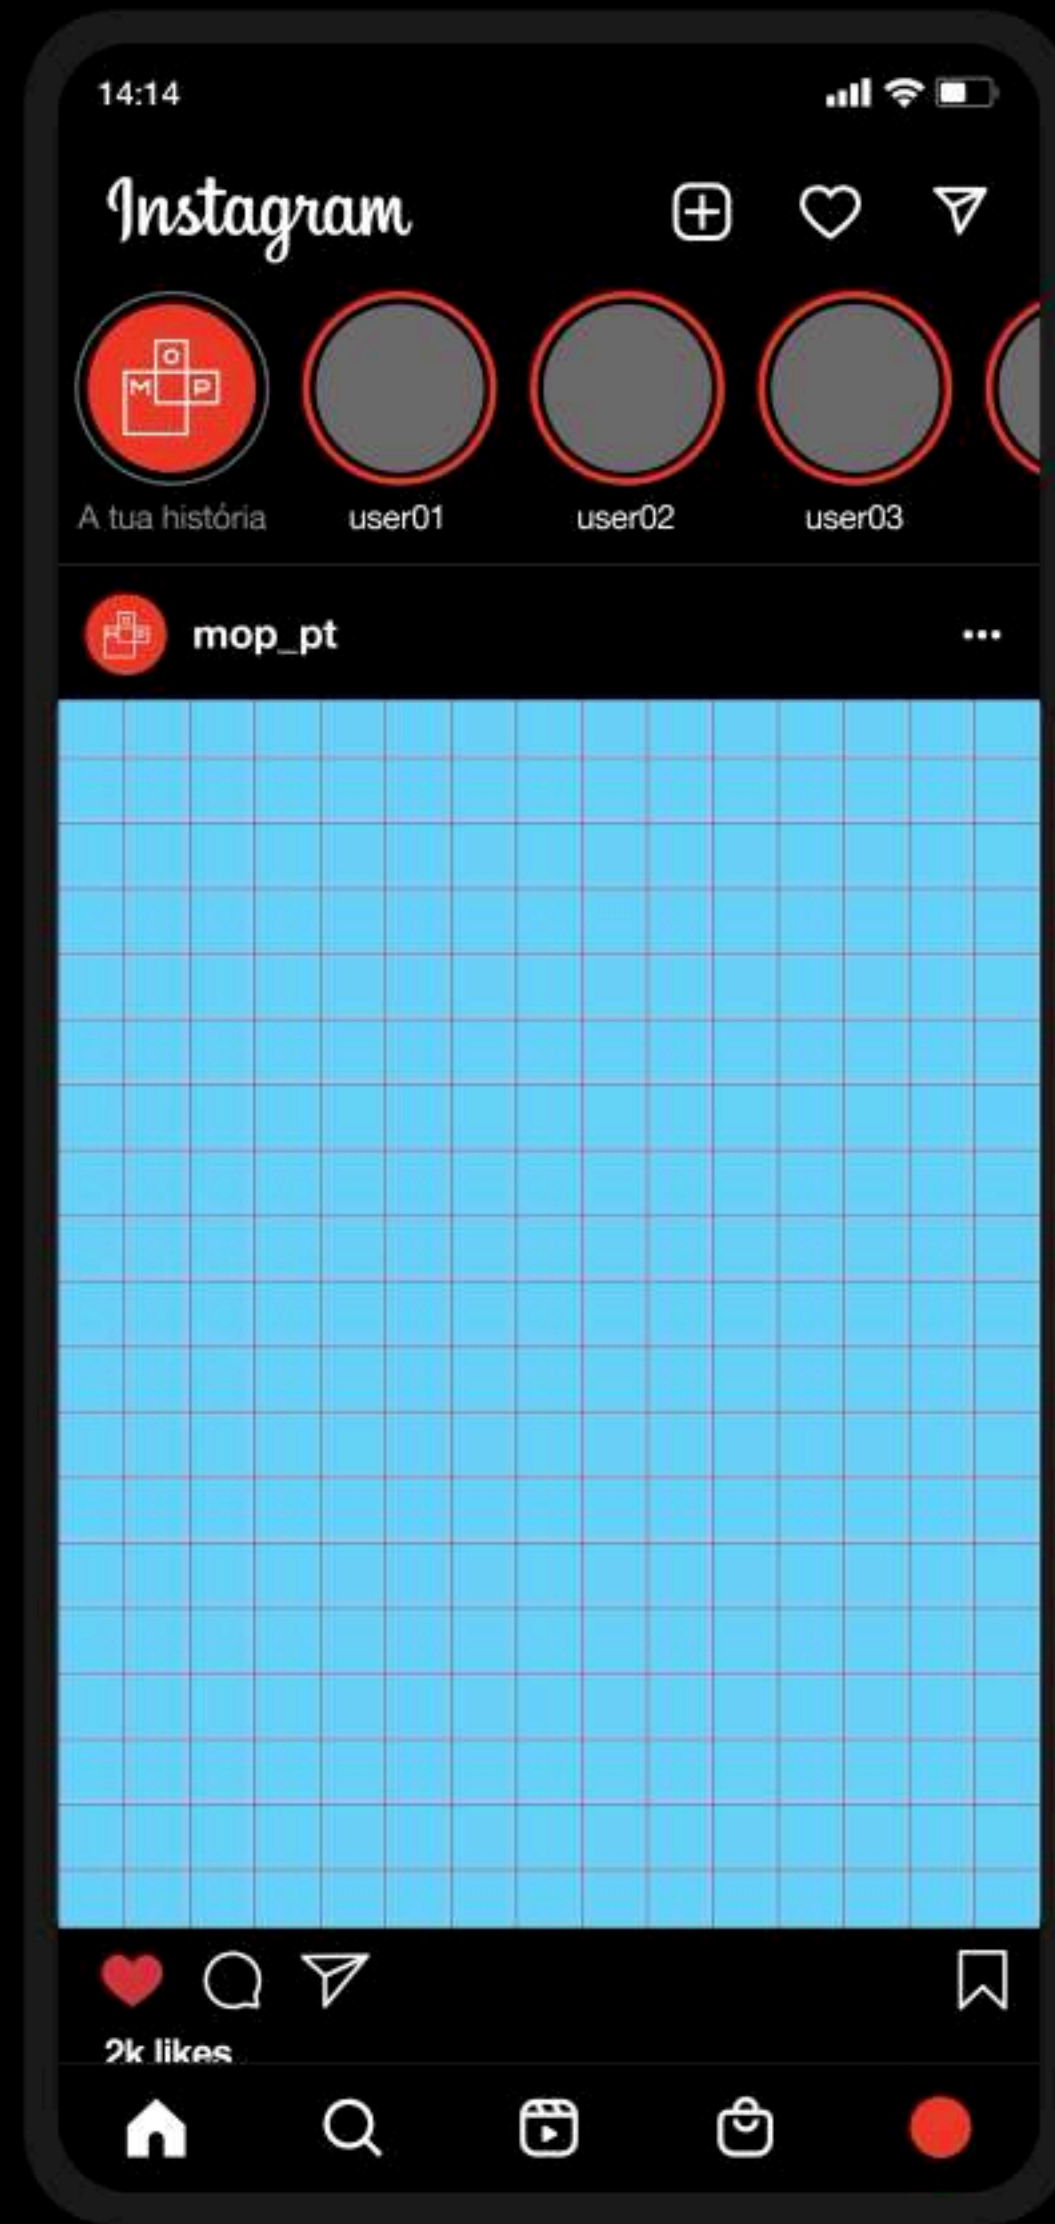 14:14
Instagram
O
M P
A tua história user01 user02 user03
mop_pt
2k likes